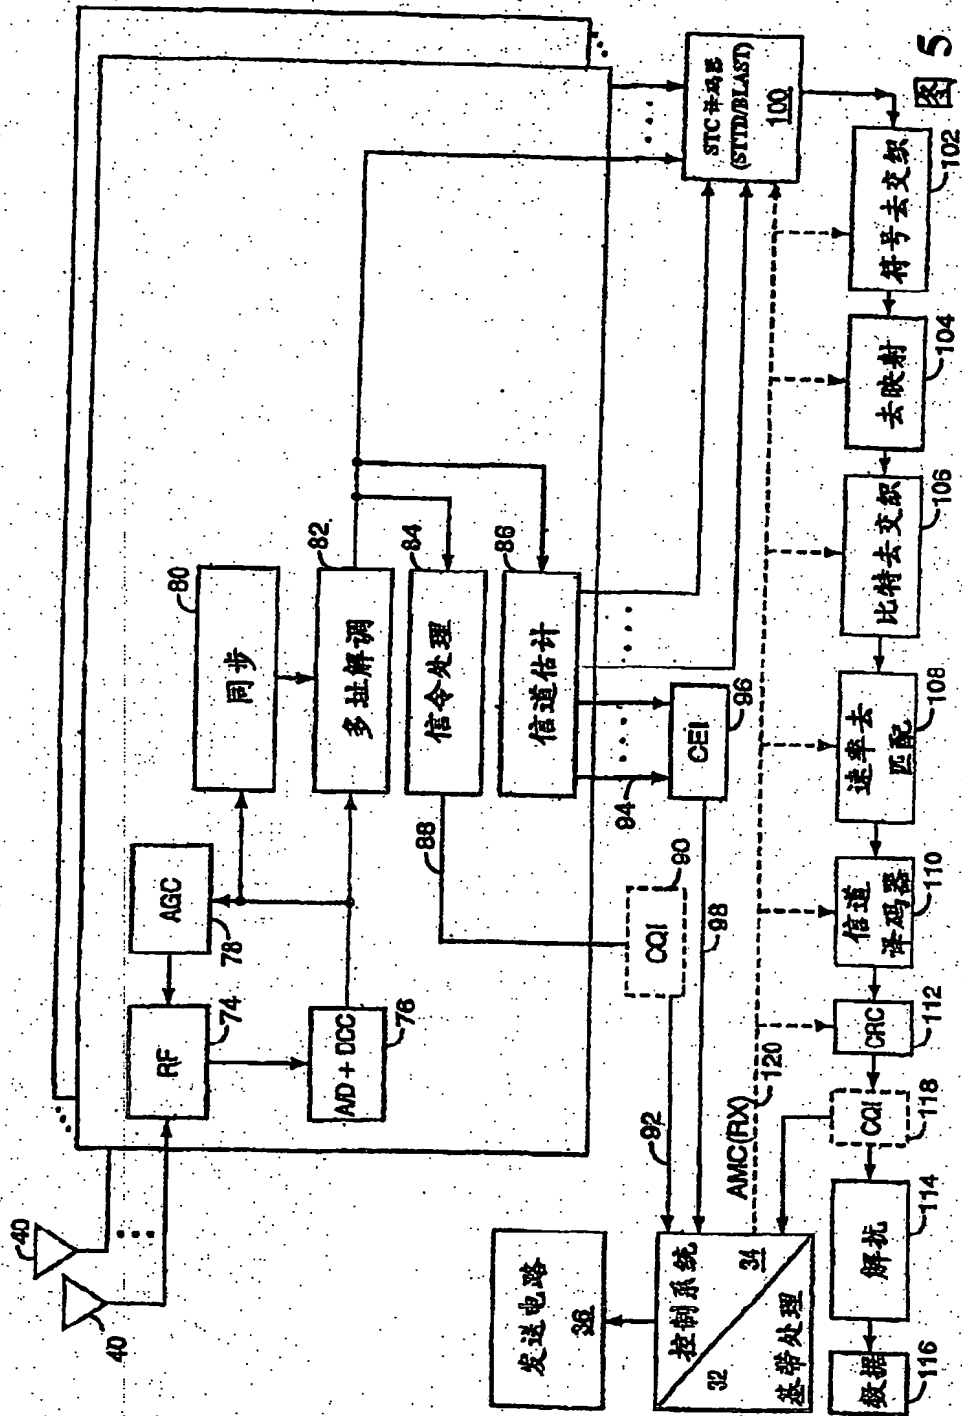 40
40
RF
74
AGC
78
A/D + DCC
76
同步
80
多址解调
82
信令处理
84
信道估计
86
88
CQI
90
92
94
CEI
96
98
STC 译码器
(STTD/BLAST)
100
符号去交织
102
去映射
104
比特去交织
106
速率去
匹配
108
信道
译码器
110
CRC
112
CQI
118
解扰
114
数据
116
AMC(RX)
120
控制系统
34
32
基带处理
发送电路
36
图 5